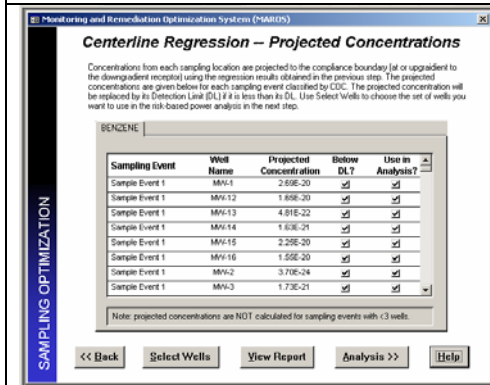 Monitoring and Remediation Optimization System (MAROS)
Centerline Regression -- Projected Concentrations
Concentrations from each sampling location are projected to the compliance boundary (at or upgraident to
the downgradient receptor) using the regression results obtained in the previous step. The projected
concentrations are given below for each sampling event classified by COC. The projected concentration will
be replaced by its Detection Limit (DL) if it is less than its DL. Use Select Wells to choose the set of wells you
want to use in the risk-based power analysis in the next step.
BENZENE
Sampling Event Well Name Projected Concentration Below DL? Use in Analysis?
Sample Event 1 MW-1 2.69E-20
Sample Event 1 MW-12 1.65E-20
Sample Event 1 MW-13 4.81E-22
Sample Event 1 MW-14 1.63E-21
Sample Event 1 MW-15 2.25E-20
Sample Event 1 MW-16 1.55E-20
Sample Event 1 MW-2 3.70E-24
Sample Event 1 MW-3 1.73E-21
Note: projected concentrations are NOT calculated for sampling events with <3 wells.
SAMPLING OPTIMIZATION
<< Back Select Wells View Report Analysis >> Help